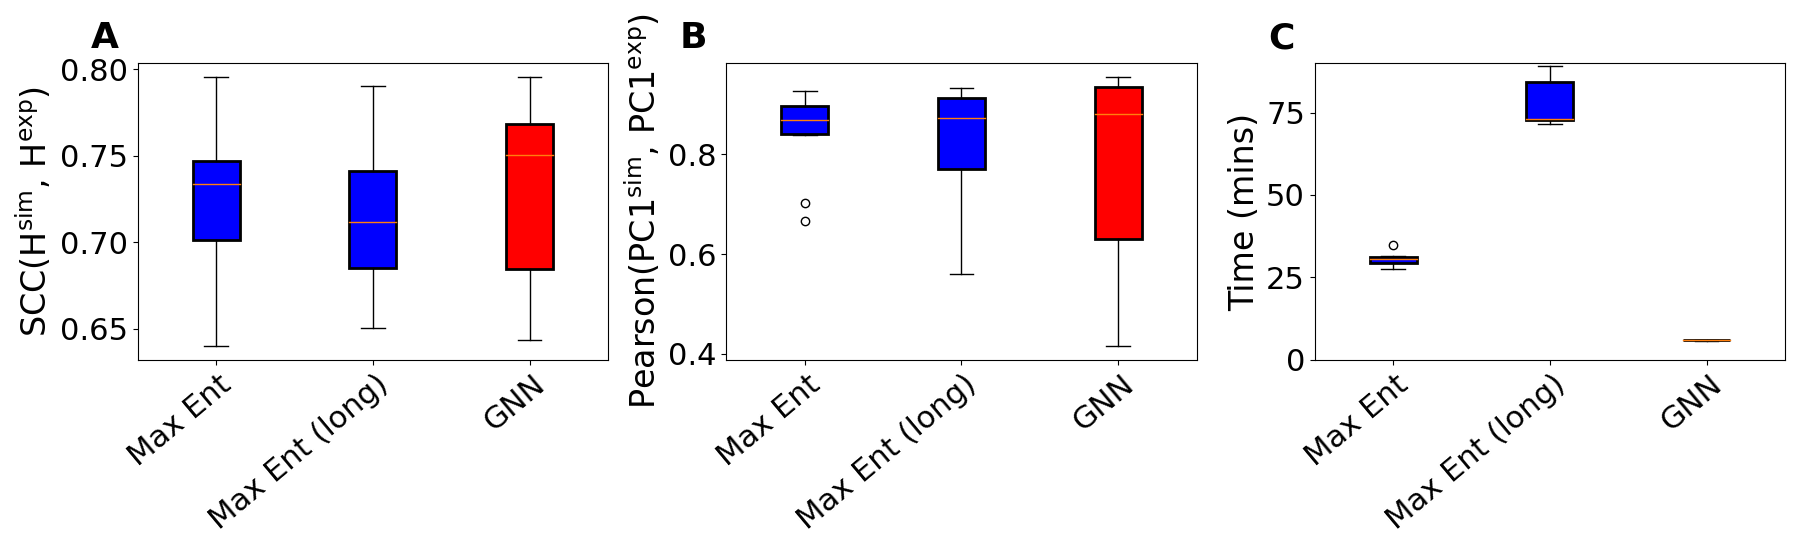 A
SCC(H^sim, H^exp)
0.80
0.75
0.70
0.65
Max Ent
Max Ent (long)
GNN
B
Pearson(PC1^sim, PC1^exp)
0.8
0.6
0.4
Max Ent
Max Ent (long)
GNN
C
Time (mins)
75
50
25
0
Max Ent
Max Ent (long)
GNN